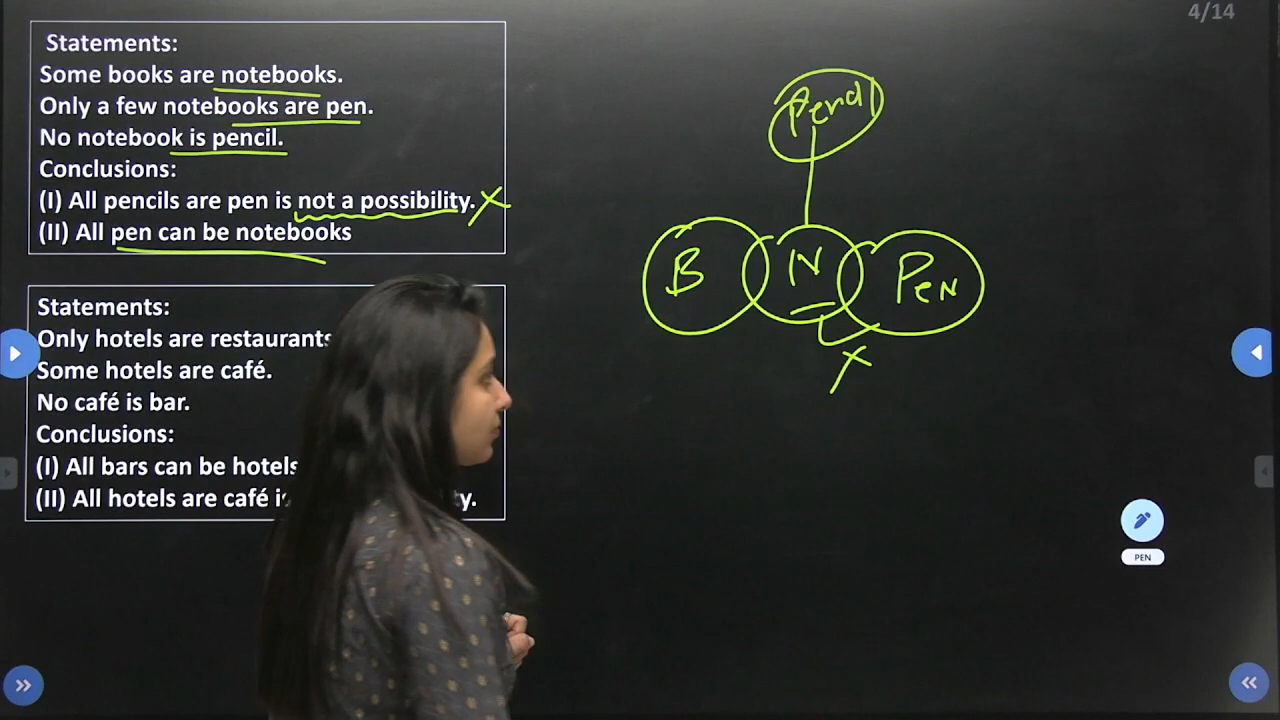 4/14
Statements:
Some books are notebooks.
Only a few notebooks are pen.
No notebook is pencil.
Conclusions:
(I) All pencils are pen is not a possibility.
(II) All pen can be notebooks
Statements:
Only hotels are restaurants
Some hotels are café.
No café is bar.
Conclusions:
(I) All bars can be hotels
(II) All hotels are café
B N Pen
PEN